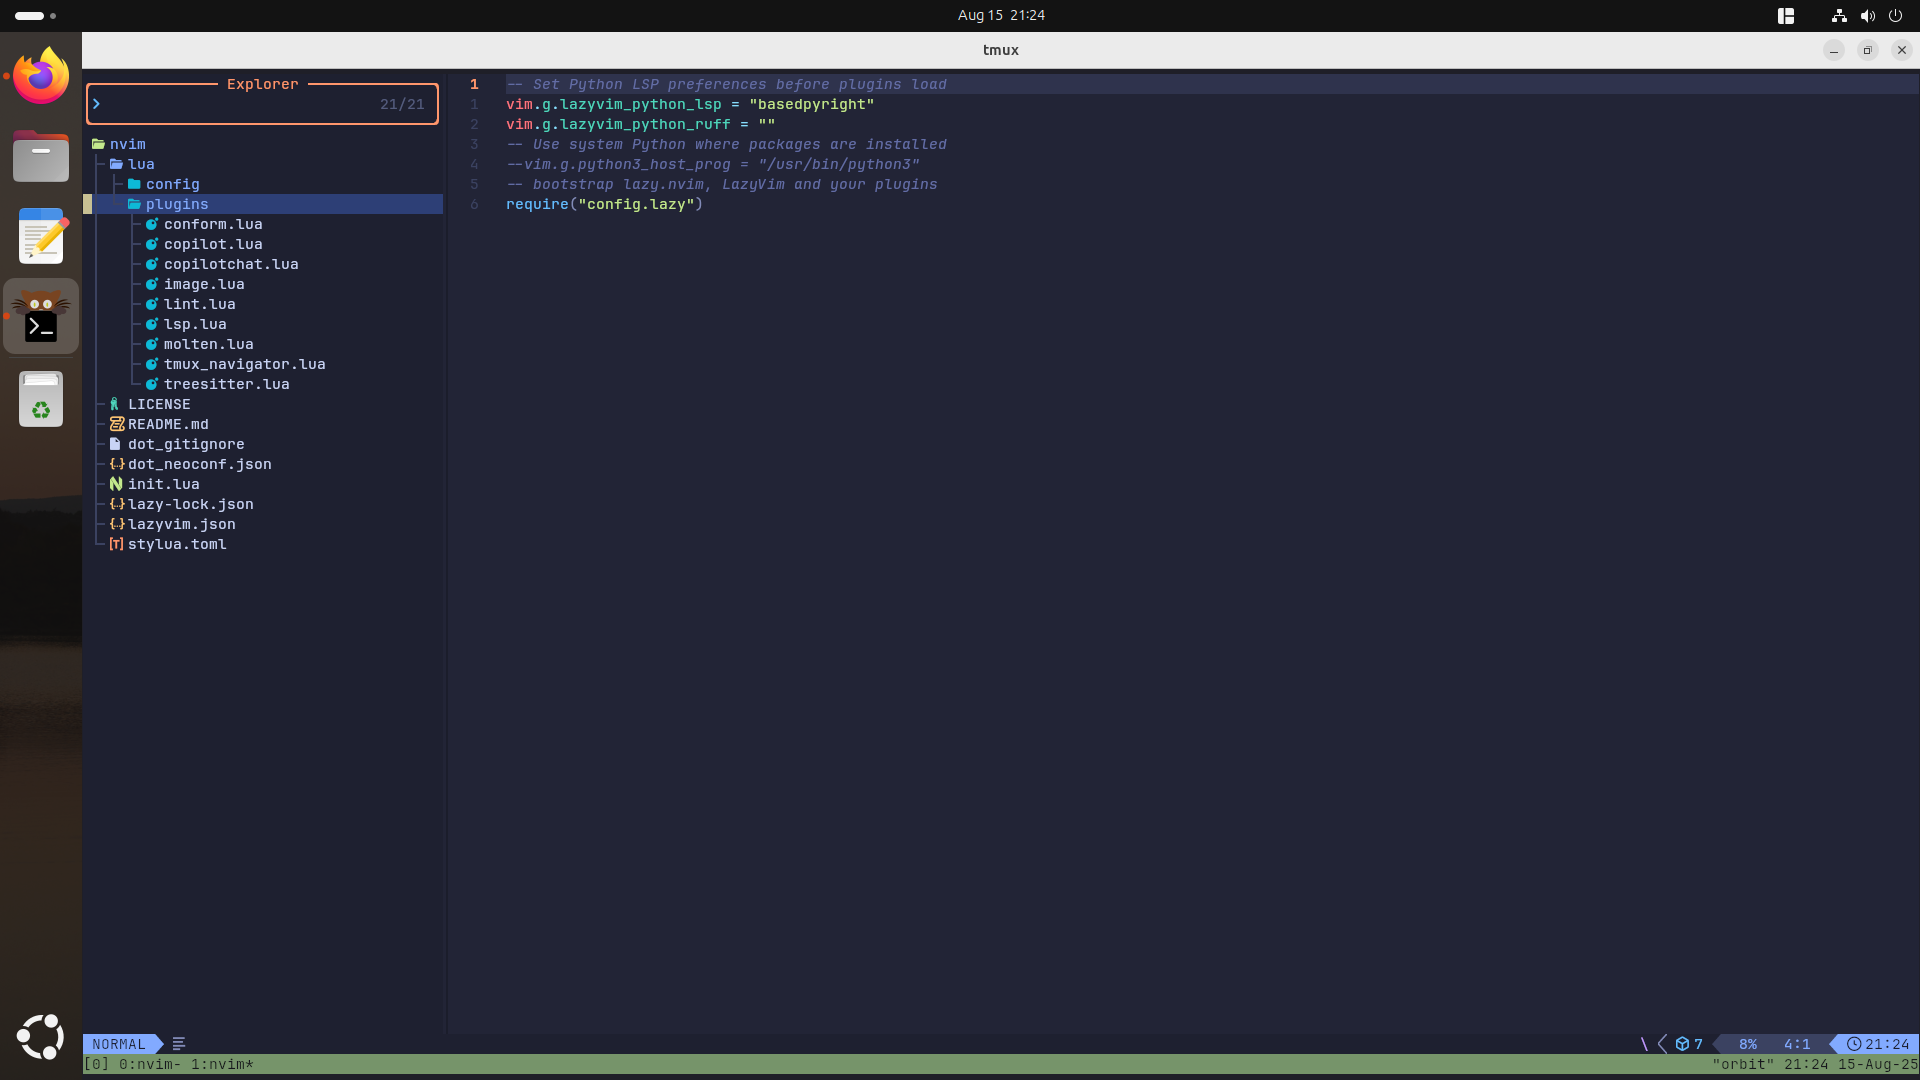 Aug 15 21:24
tmux
Explorer
21/21
nvim
lua
config
plugins
conform.lua
copilot.lua
copilotchat.lua
image.lua
lint.lua
lsp.lua
molten.lua
tmux_navigator.lua
treesitter.lua
LICENSE
README.md
dot_gitignore
dot_neoconf.json
init.lua
lazy-lock.json
lazyvim.json
stylua.toml
1 -- Set Python LSP preferences before plugins load
1 vim.g.lazyvim_python_lsp = "basedpyright"
2 vim.g.lazyvim_python_ruff = ""
3 -- Use system Python where packages are installed
4 --vim.g.python3_host_prog = "/usr/bin/python3"
5 -- bootstrap lazy.nvim, LazyVim and your plugins
6 require("config.lazy")
NORMAL \ 7 8% 4:1 21:24
[0] 0:nvim- 1:nvim* "orbit" 21:24 15-Aug-25